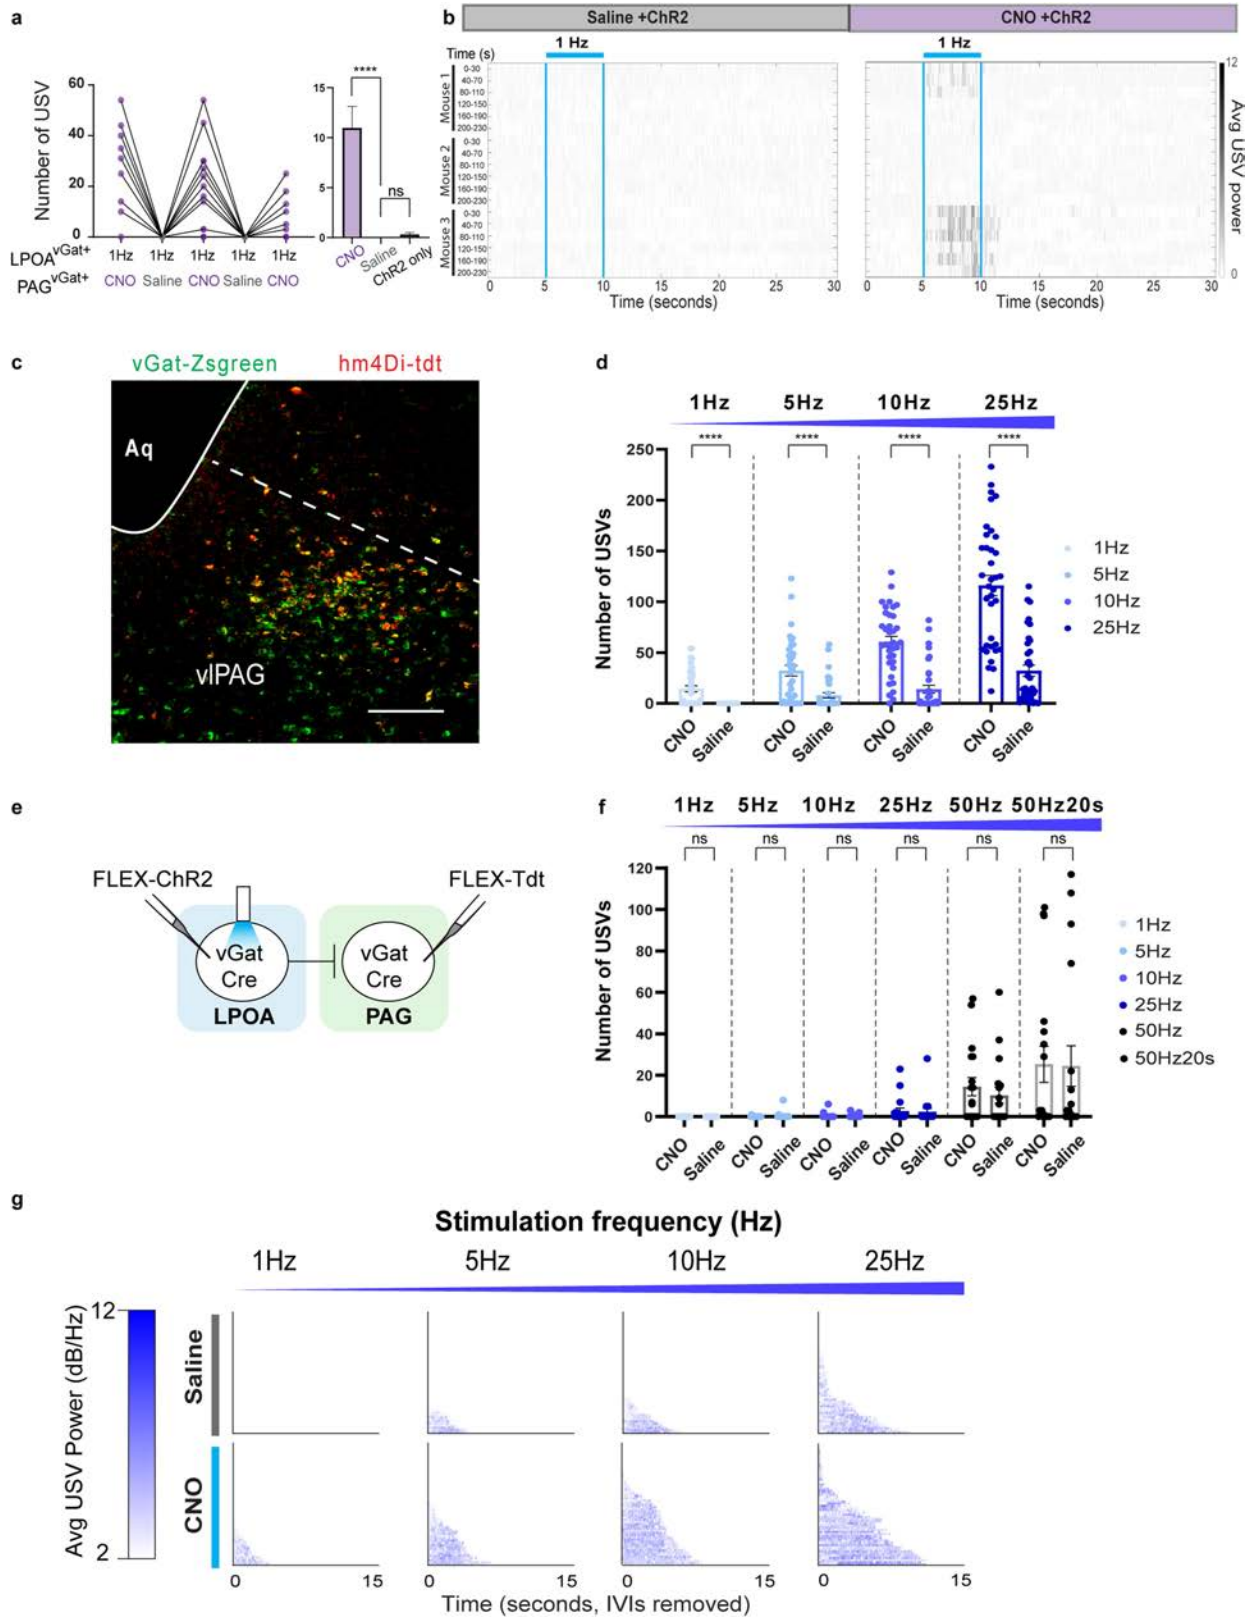 a
****
ns
Number of USV
60
40
20
0
15
10
5
0
LPOA vGat+
1Hz 1Hz 1Hz 1Hz 1Hz
PAG vGat+
CNO Saline CNO Saline CNO
CNO Saline ChR2 only
b
Saline +ChR2
CNO +ChR2
1 Hz
1 Hz
Time (s)
Mouse 1
0-30
40-70
80-110
120-150
160-190
200-230
Mouse 2
0-30
40-70
80-110
120-150
160-190
200-230
Mouse 3
0-30
40-70
80-110
120-150
160-190
200-230
0 5 10 15 20 25 30
Time (seconds)
0 5 10 15 20 25 30
Time (seconds)
12
0
Avg USV power
c
vGat-Zsgreen hm4Di-tdt
Aq
vlPAG
d
1Hz 5Hz 10Hz 25Hz
**** **** **** ****
Number of USVs
250
200
150
100
50
0
CNO Saline CNO Saline CNO Saline CNO Saline
1Hz
5Hz
10Hz
25Hz
e
FLEX-ChR2
FLEX-Tdt
vGat
Cre
vGat
Cre
LPOA
PAG
f
1Hz 5Hz 10Hz 25Hz 50Hz 50Hz20s
ns ns ns ns ns ns
Number of USVs
120
100
80
60
40
20
0
CNO Saline CNO Saline CNO Saline CNO Saline CNO Saline CNO Saline
1Hz
5Hz
10Hz
25Hz
50Hz
50Hz20s
g
Stimulation frequency (Hz)
1Hz 5Hz 10Hz 25Hz
12
2
Avg USV Power (dB/Hz)
Saline
CNO
0 15 0 15 0 15 0 15
Time (seconds, IVIs removed)